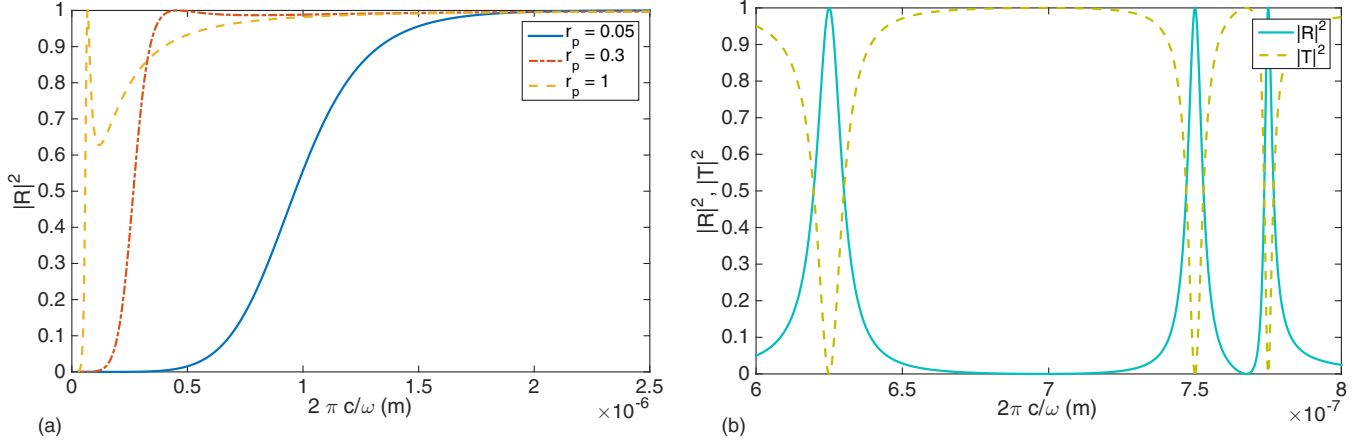 1
0.9
0.8
0.7
0.6
0.5
0.4
0.3
0.2
0.1
0
|R|²
r_p = 0.05
r_p = 0.3
r_p = 1
0 0.5 1 1.5 2 2.5
2 π c/ω (m)
×10⁻⁶
(a)
1
0.9
0.8
0.7
0.6
0.5
0.4
0.3
0.2
0.1
0
|R|², |T|²
|R|²
|T|²
6 6.5 7 7.5 8
2π c/ω (m)
×10⁻⁷
(b)